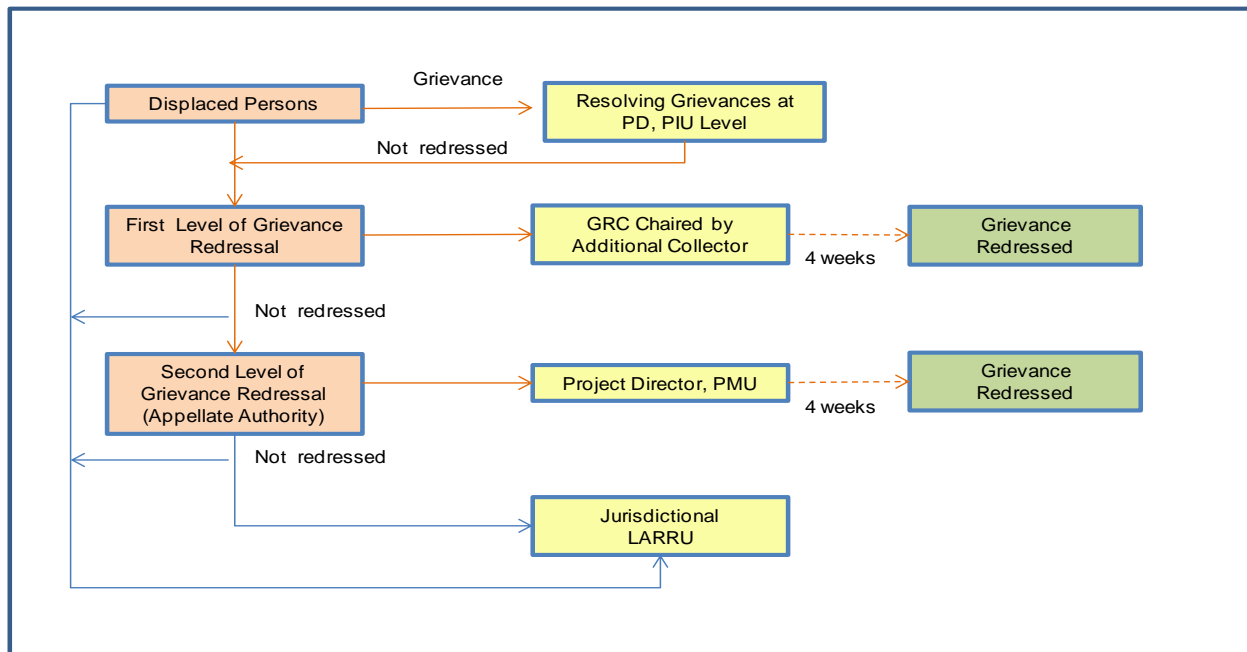 Grievance
Displaced Persons
Resolving Grievances at
PD, PIU Level
Not redressed
First Level of Grievance
Redressal
GRC Chaired by
Additional Collector
4 weeks
Grievance
Redressed
Not redressed
Second Level of
Grievance Redressal
(Appellate Authority)
Project Director, PMU
4 weeks
Grievance
Redressed
Not redressed
Jurisdictional
LARRU